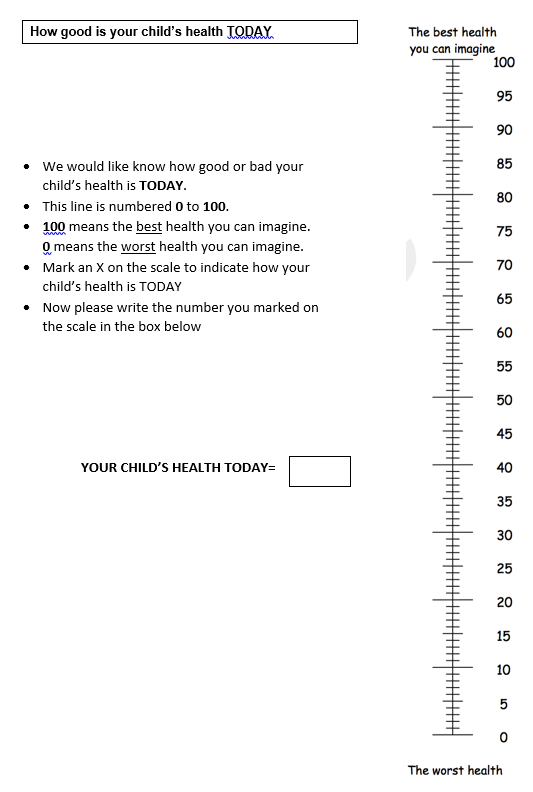 How good is your child's health TODAY
We would like know how good or bad your
child's health is TODAY.
This line is numbered 0 to 100.
100 means the best health you can imagine.
0 means the worst health you can imagine.
Mark an X on the scale to indicate how your
child's health is TODAY
Now please write the number you marked on
the scale in the box below
YOUR CHILD'S HEALTH TODAY=
The best health
you can imagine
100
95
90
85
80
75
70
65
60
55
50
45
40
35
30
25
20
15
10
5
0
The worst health